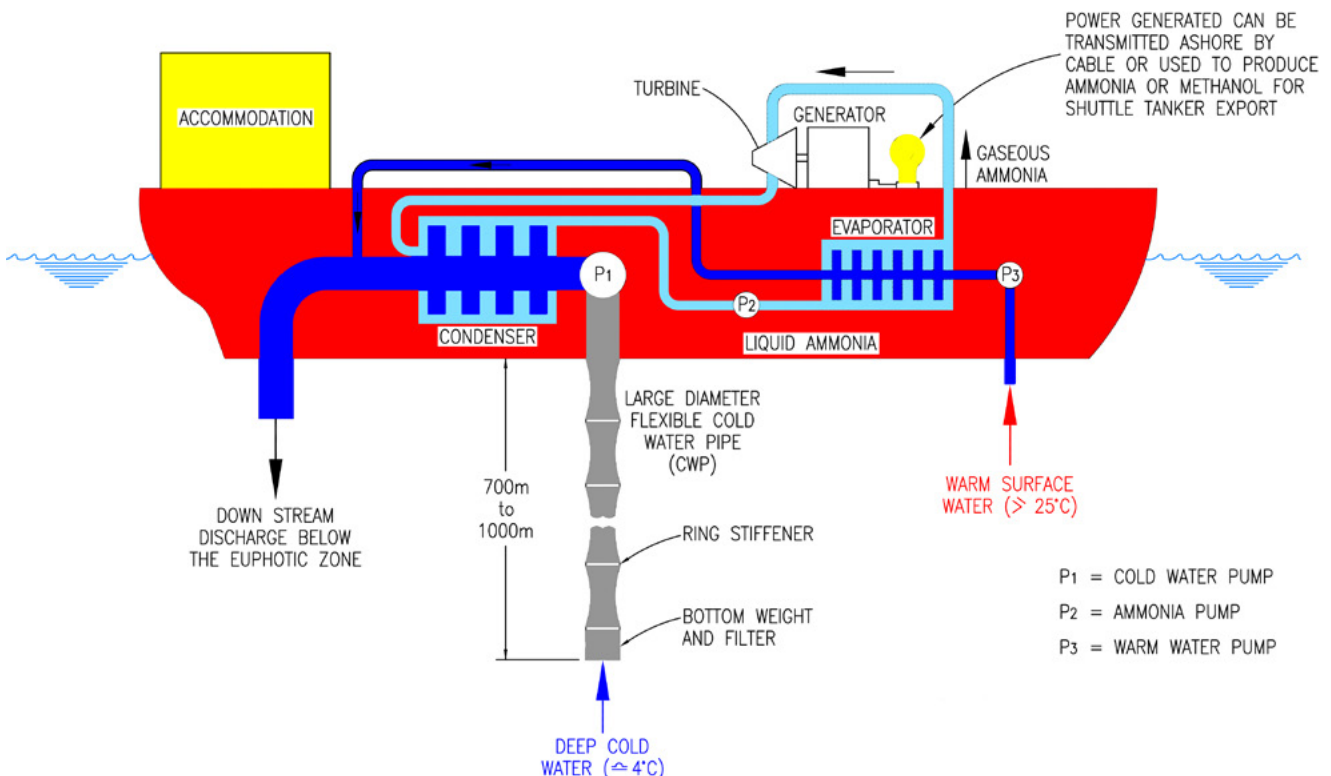 POWER GENERATED CAN BE
TRANSMITTED ASHORE BY
CABLE OR USED TO PRODUCE
AMMONIA OR METHANOL FOR
SHUTTLE TANKER EXPORT
TURBINE
GENERATOR
ACCOMMODATION
GASEOUS
AMMONIA
EVAPORATOR
P1
P3
P2
CONDENSER
LIQUID AMMONIA
LARGE DIAMETER
FLEXIBLE COLD
WATER PIPE
(CWP)
700m
to
1000m
WARM SURFACE
WATER (⩾ 25°C)
DOWN STREAM
DISCHARGE BELOW
THE EUPHOTIC ZONE
RING STIFFENER
P1 = COLD WATER PUMP
BOTTOM WEIGHT
AND FILTER
P2 = AMMONIA PUMP
P3 = WARM WATER PUMP
DEEP COLD
WATER (≏ 4°C)